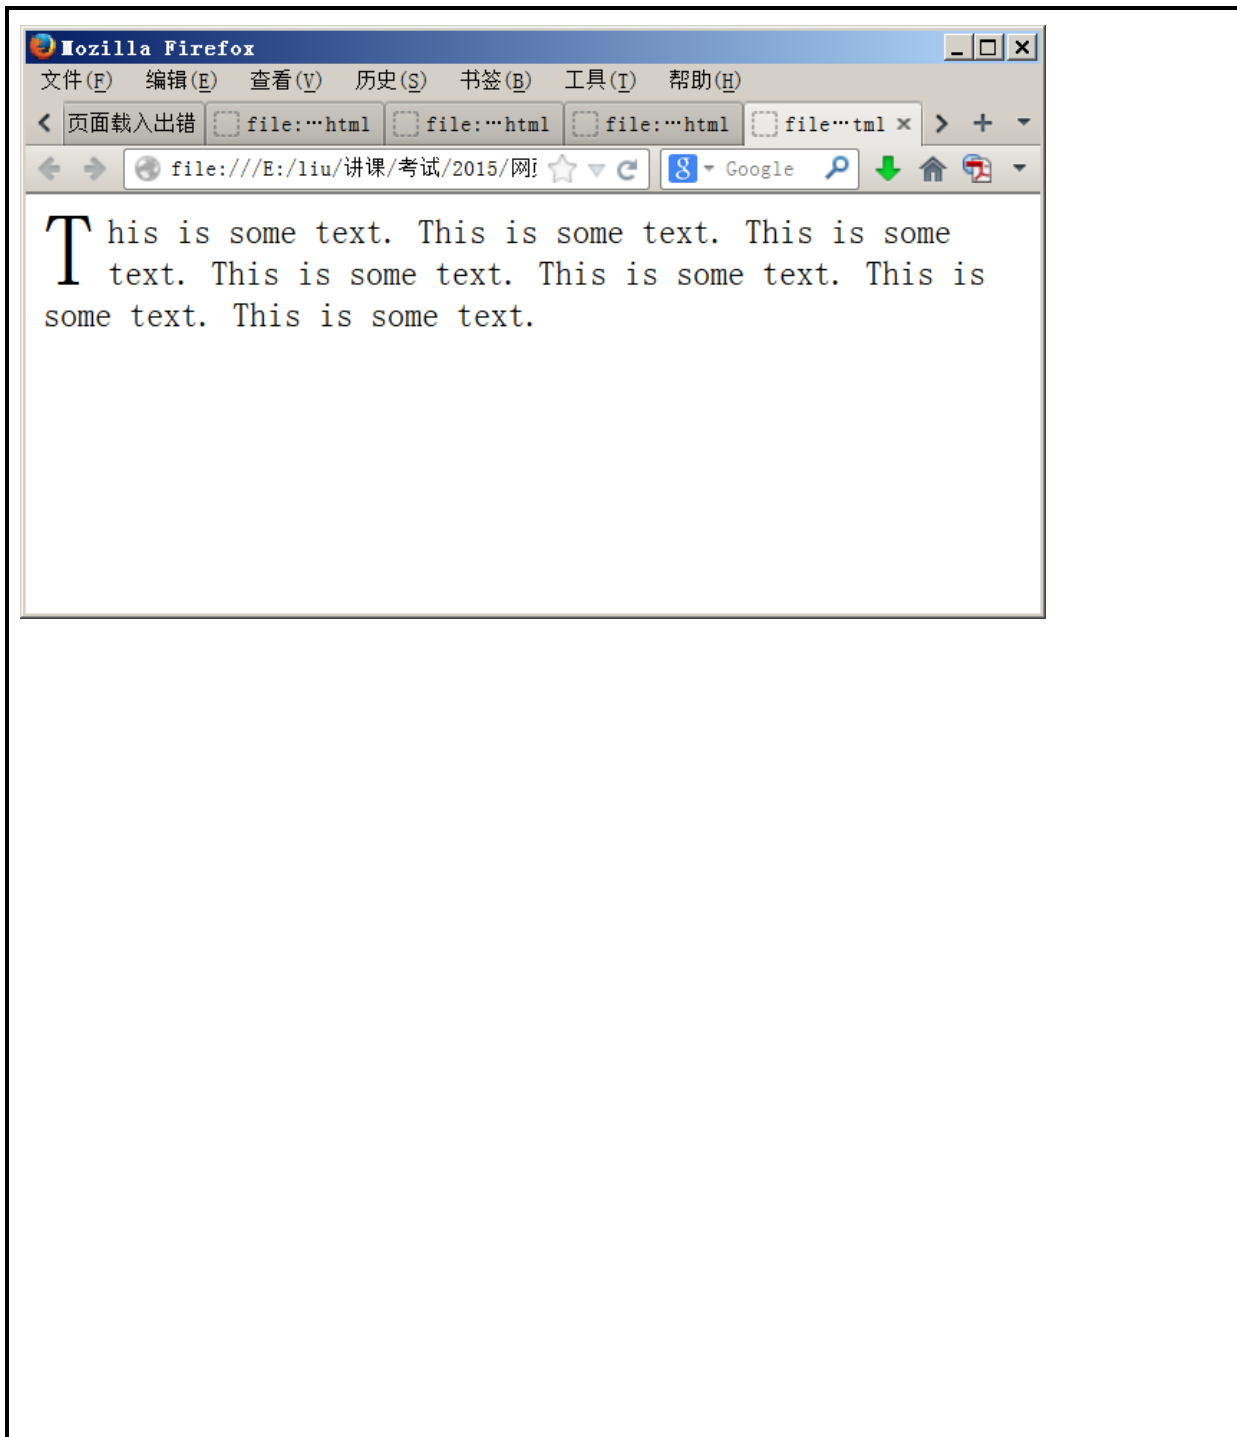 Mozilla Firefox
文件(F) 编辑(E) 查看(V) 历史(S) 书签(B) 工具(T) 帮助(H)
页面载入出错 file:…html file:…html file:…html file…tml
file:///E:/liu/讲课/考试/2015/网 Google
This is some text. This is some text. This is some
text. This is some text. This is some text. This is
some text. This is some text.